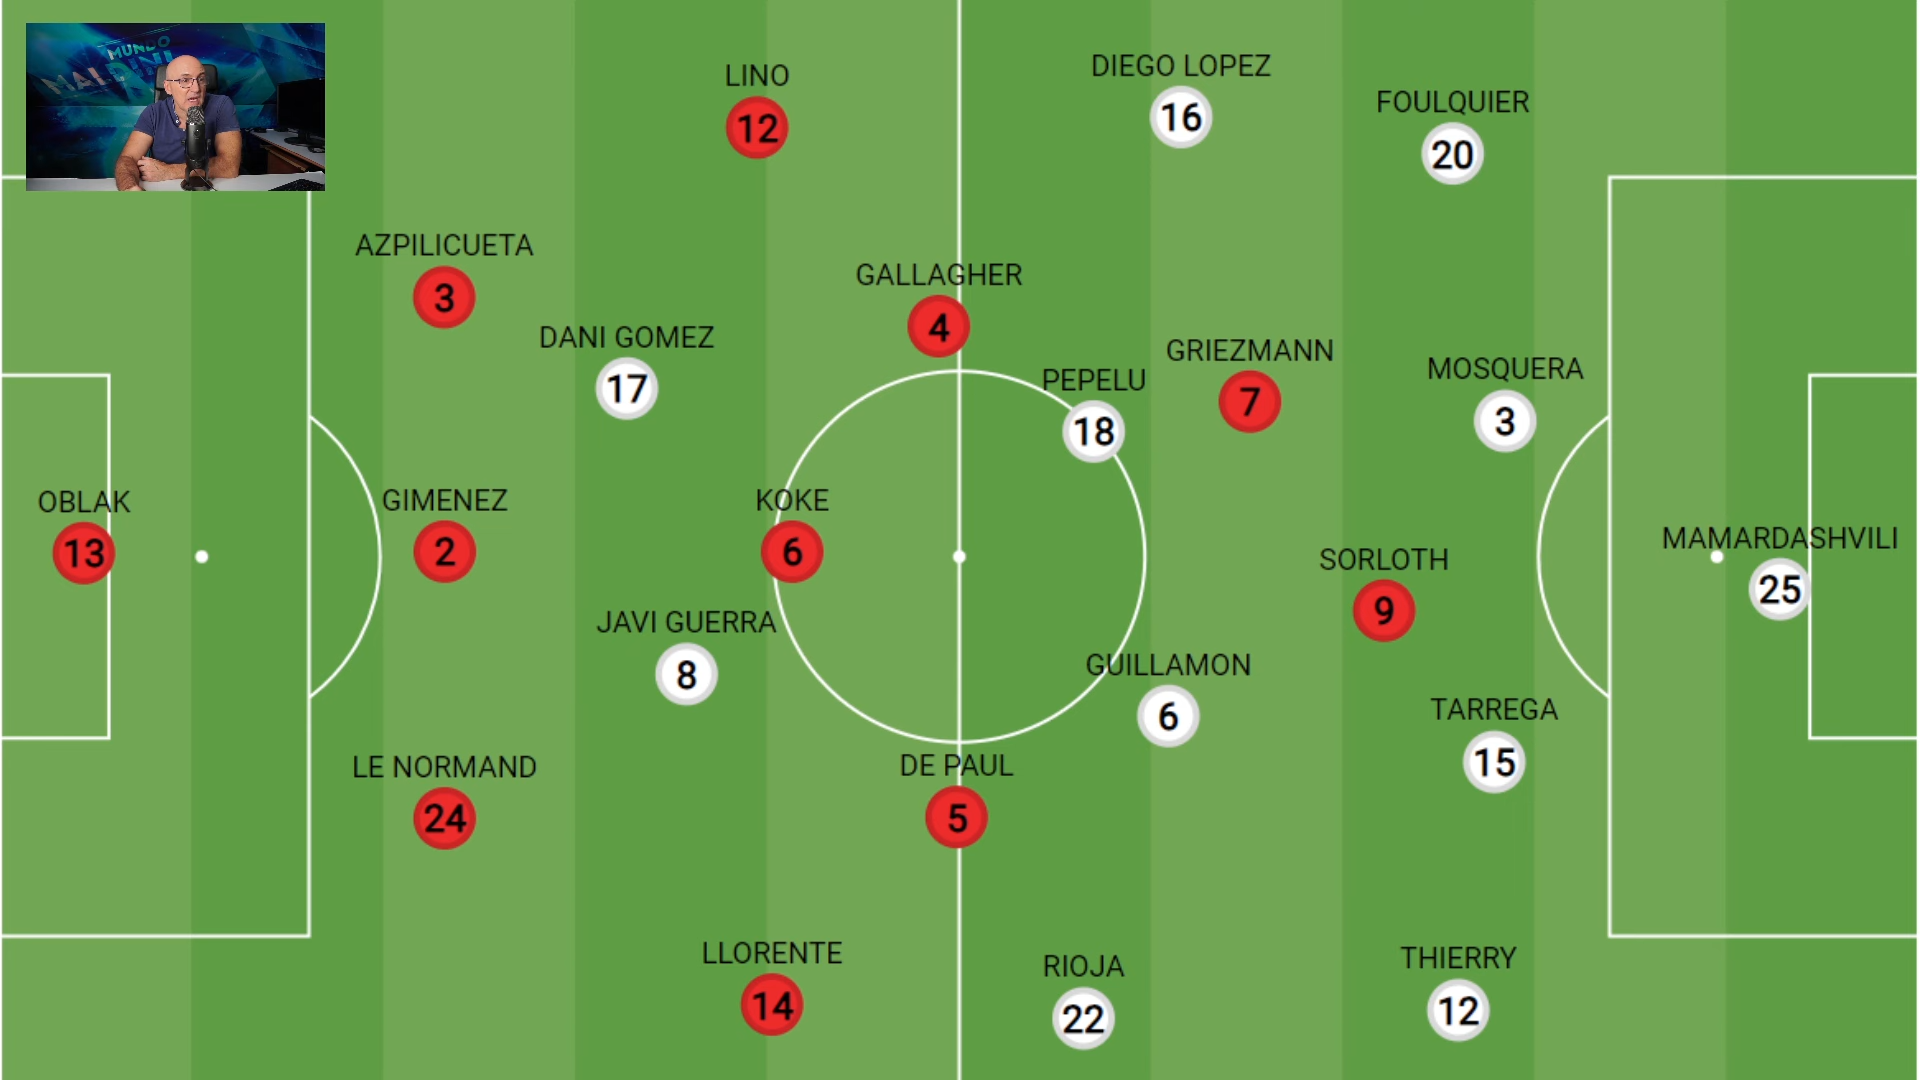 MUNDO
MALDINI
LINO
12
DIEGO LOPEZ
16
FOULQUIER
20
AZPILICUETA
3
GALLAGHER
4
DANI GOMEZ
17
GRIEZMANN
7
PEPELU
18
MOSQUERA
3
OBLAK
13
GIMENEZ
2
KOKE
6
SORLOTH
9
MAMARDASHVILI
25
JAVI GUERRA
8
GUILLAMON
6
TARREGA
15
LE NORMAND
24
DE PAUL
5
LLORENTE
14
RIOJA
22
THIERRY
12